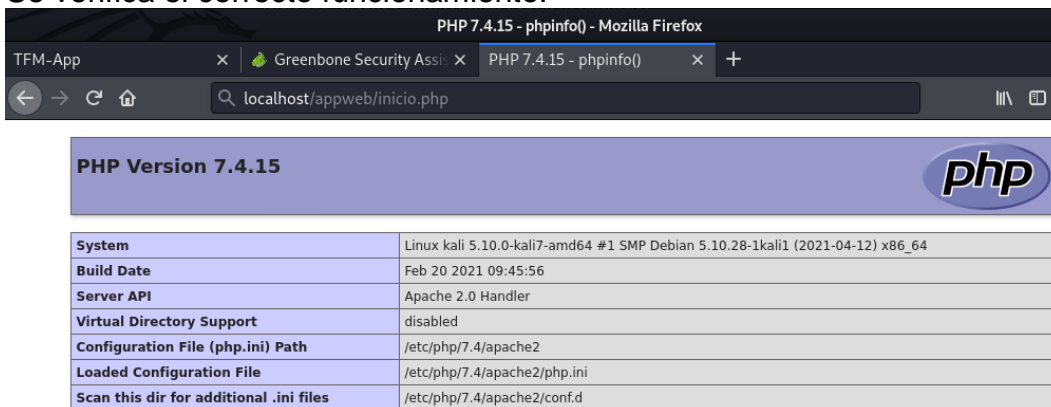 Se verifica el correcto funcionamiento.
PHP 7.4.15 - phpinfo() - Mozilla Firefox
TFM-App
Greenbone Security Assis
PHP 7.4.15 - phpinfo()
localhost/appweb/inicio.php
PHP Version 7.4.15
php
System Linux kali 5.10.0-kali7-amd64 #1 SMP Debian 5.10.28-1kali1 (2021-04-12) x86_64
Build Date Feb 20 2021 09:45:56
Server API Apache 2.0 Handler
Virtual Directory Support disabled
Configuration File (php.ini) Path /etc/php/7.4/apache2
Loaded Configuration File /etc/php/7.4/apache2/php.ini
Scan this dir for additional .ini files /etc/php/7.4/apache2/conf.d